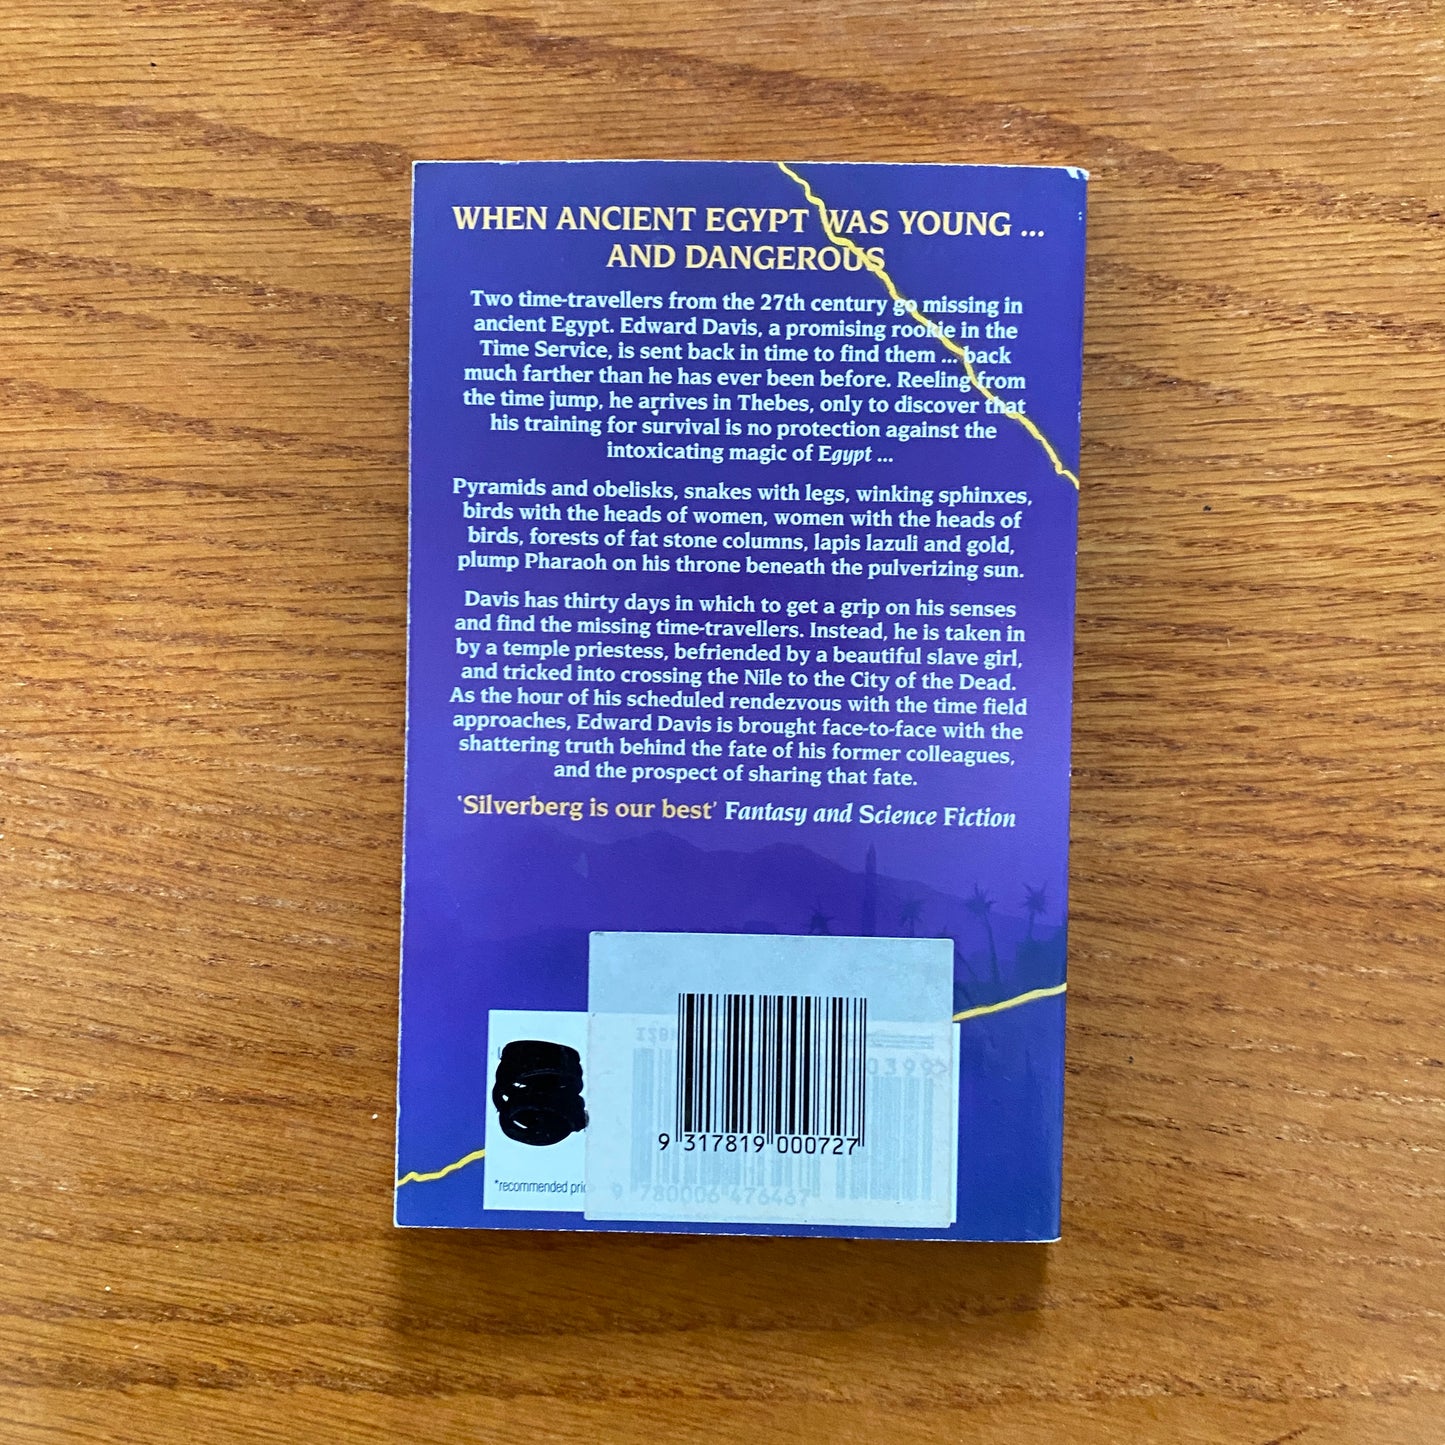 WHEN ANCIENT EGYPT WAS YOUNG ...
AND DANGEROUS
Two time-travellers from the 27th century go missing in
ancient Egypt. Edward Davis, a promising rookie in the
Time Service, is sent back in time to find them ... back
much farther than he has ever been before. Reeling from
the time jump, he arrives in Thebes, only to discover that
his training for survival is no protection against the
intoxicating magic of Egypt ...
Pyramids and obelisks, snakes with legs, winking sphinxes,
birds with the heads of women, women with the heads of
birds, forests of fat stone columns, lapis lazuli and gold,
plump Pharaoh on his throne beneath the pulverizing sun.
Davis has thirty days in which to get a grip on his senses
and find the missing time-travellers. Instead, he is taken in
by a temple priestess, befriended by a beautiful slave girl,
and tricked into crossing the Nile to the City of the Dead.
As the hour of his scheduled rendezvous with the time field
approaches, Edward Davis is brought face-to-face with the
shattering truth behind the fate of his former colleagues,
and the prospect of sharing that fate.
'Silverberg is our best' Fantasy and Science Fiction
ISBN
00399>
9 317819 000727
*recommended
9 780006 476467